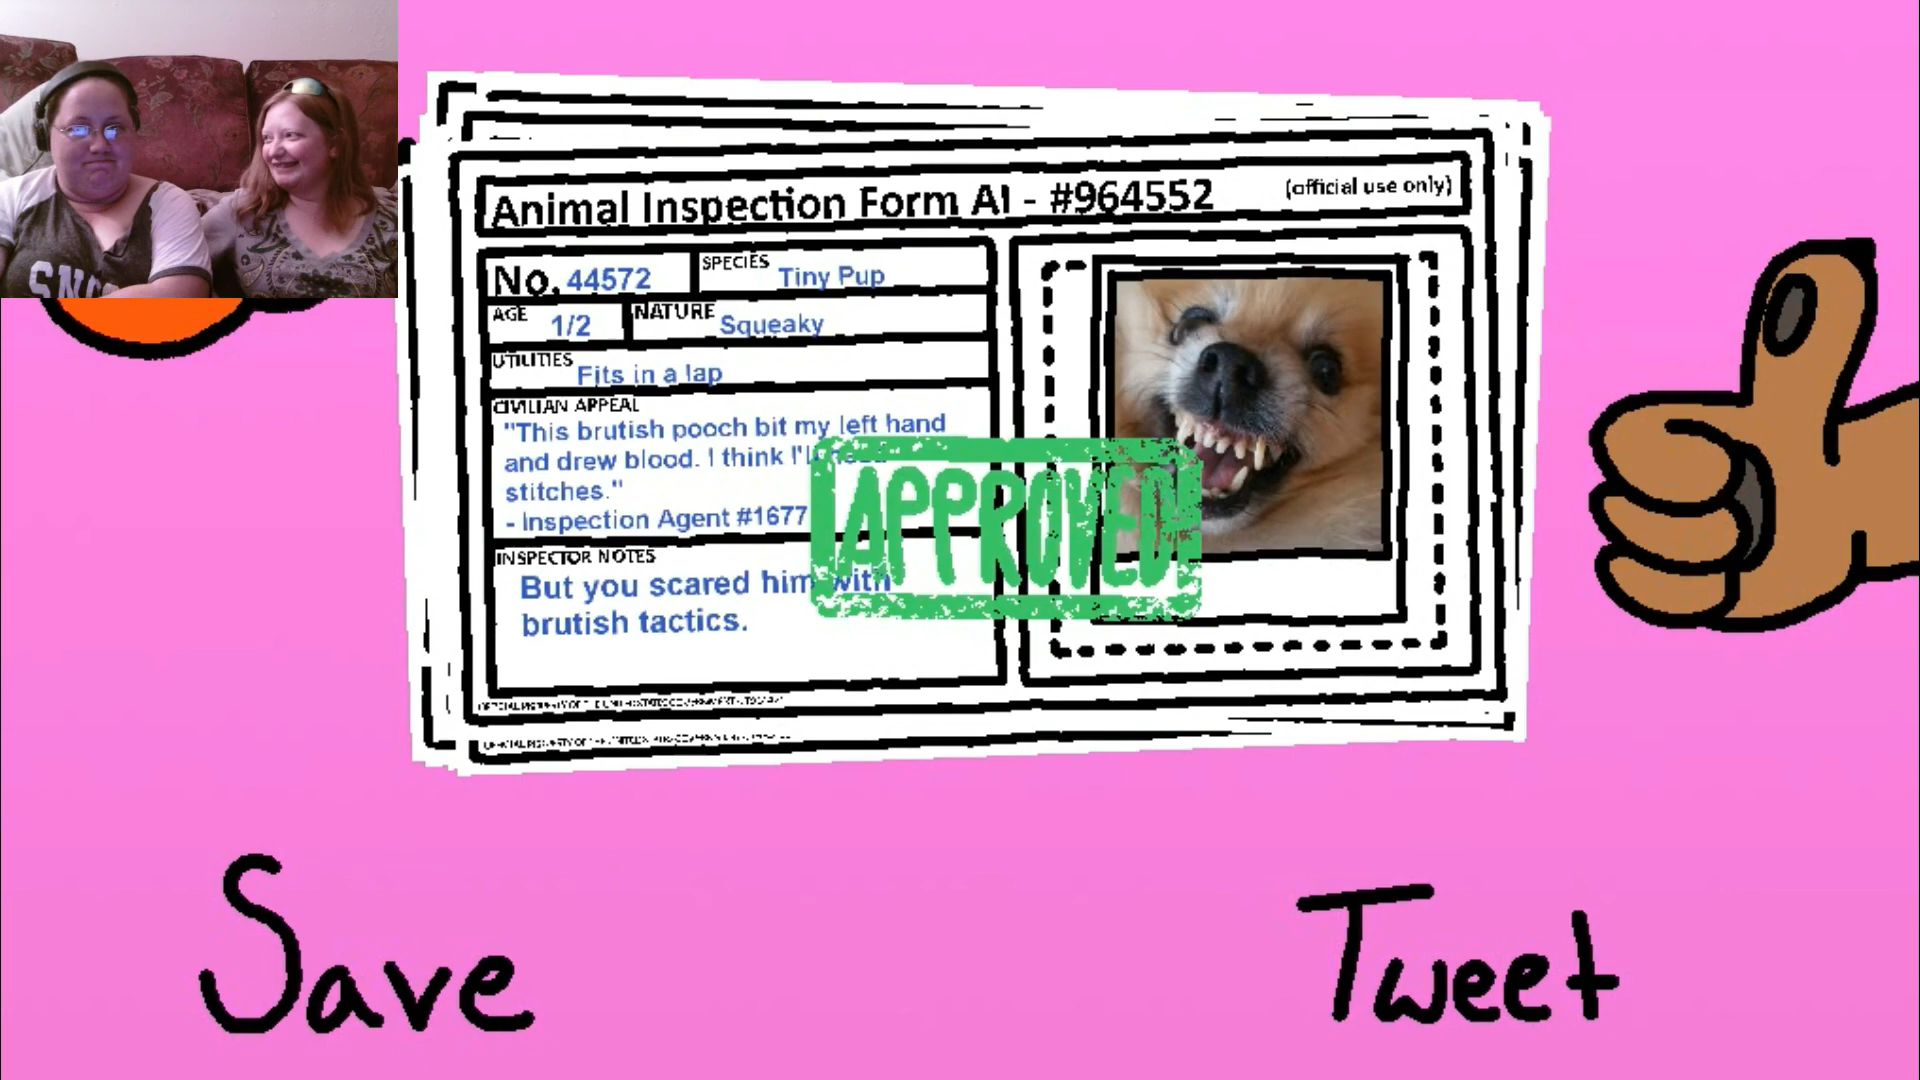 Animal Inspection Form AI - #964552
(official use only)
No. 44572
SPECIES Tiny Pup
AGE 1/2
NATURE Squeaky
UTILITIES Fits in a lap
CIVILIAN APPEAL
"This brutish pooch bit my left hand
and drew blood. I think I'll
stitches."
- Inspection Agent #1677
APPROVED
INSPECTOR NOTES
But you scared him with
brutish tactics.
Save
Tweet